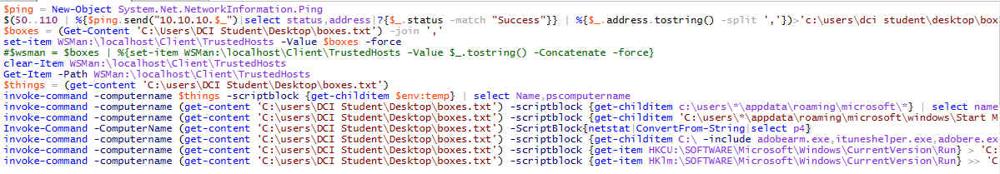 $ping = New-Object System.Net.NetworkInformation.Ping
$(50..110 | %{$ping.send("10.10.10.$_")|select status,address|?{$_.status -match "Success"}} | %{$_.address.tostring() -split ','})>'c:\users\dci student\desktop\box
$boxes = (Get-Content 'C:\Users\DCI Student\Desktop\boxes.txt') -join ','
set-item WSMan:\localhost\Client\TrustedHosts -Value $boxes -force
#$wsman = $boxes | %{set-item WSMan:\localhost\Client\TrustedHosts -Value $_.tostring() -Concatenate -force}
clear-Item WSMan:\localhost\Client\TrustedHosts
Get-Item -Path WSMan:\localhost\Client\TrustedHosts
$things = (get-content 'C:\users\DCI Student\Desktop\boxes.txt')
invoke-command -computername $things -scriptblock {get-childitem $env:temp} | select Name,pscomputername
invoke-command -computername (get-content 'C:\users\DCI Student\Desktop\boxes.txt') -scriptblock {get-childitem c:\users\*\appdata\roaming\microsoft\*} | select name
invoke-command -computername (get-content 'C:\users\DCI Student\Desktop\boxes.txt') -scriptblock {get-childitem 'C:\users\*\appdata\roaming\microsoft\windows\Start M
Invoke-Command -ComputerName (get-content 'C:\users\DCI Student\Desktop\boxes.txt') -ScriptBlock{netstat|ConvertFrom-String|select p4}
invoke-command -computername (get-content 'C:\users\DCI Student\Desktop\boxes.txt') -scriptblock {get-childitem C:\ -include adobearm.exe,ituneshelper.exe,adobere.ex
invoke-command -computername (get-content 'C:\users\DCI Student\Desktop\boxes.txt') -scriptblock {get-item HKCU:\SOFTWARE\Microsoft\Windows\CurrentVersion\Run} > 'C:
invoke-command -computername (get-content 'C:\users\DCI Student\Desktop\boxes.txt') -scriptblock {get-item HKlm:\SOFTWARE\Microsoft\Windows\CurrentVersion\Run} >> 'C